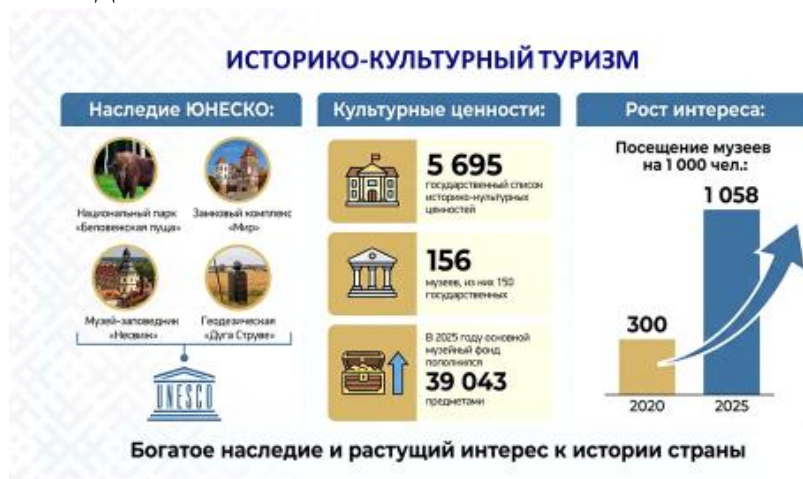 ИСТОРИКО-КУЛЬТУРНЫЙ ТУРИЗМ
Наследие ЮНЕСКО:
Национальный парк
«Беловежская пуща»
Замковый комплекс
«Мир»
Музей-заповедник
«Несвиж»
Геодезическая
«Дуга Струве»
UNESCO
Культурные ценности:
5 695
государственный список
историко-культурных
ценностей
156
музеев, из них 150
государственных
В 2025 году основной
музейный фонд
пополнился
39 043
предметами
Рост интереса:
Посещение музеев
на 1 000 чел.:
1 058
300
2020
2025
Богатое наследие и растущий интерес к истории страны